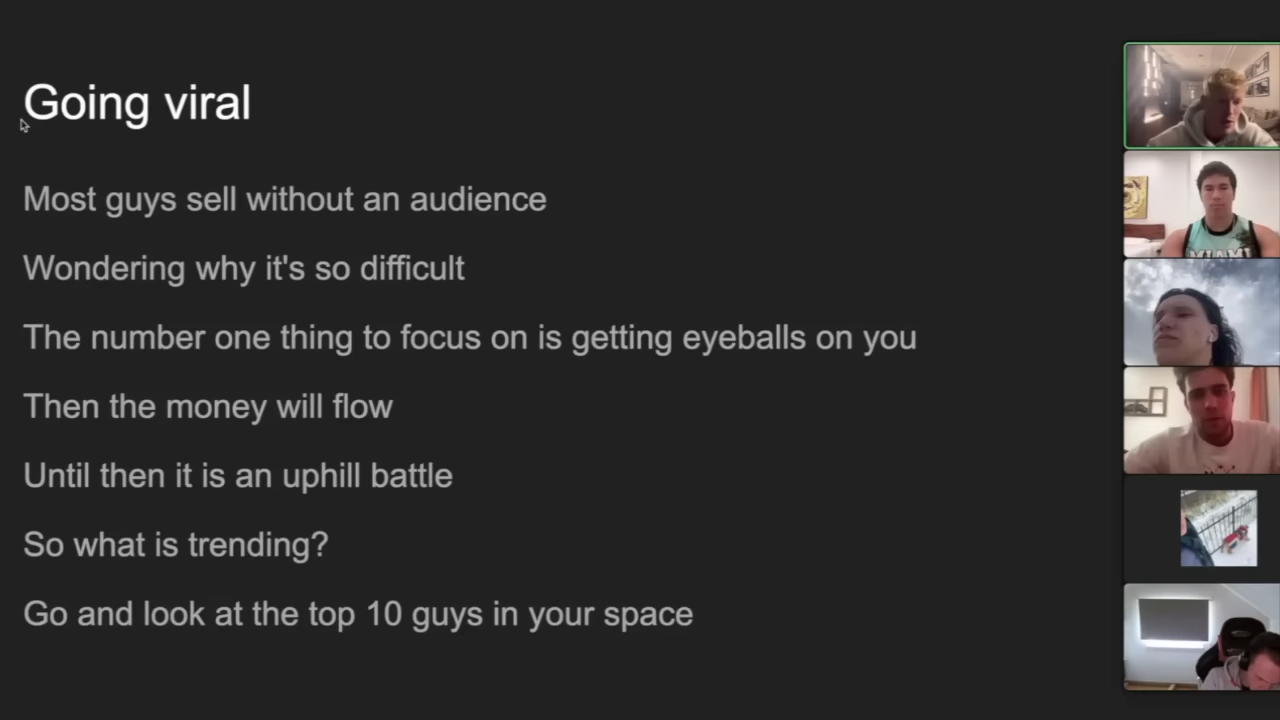 Going viral
Most guys sell without an audience
Wondering why it's so difficult
The number one thing to focus on is getting eyeballs on you
Then the money will flow
Until then it is an uphill battle
So what is trending?
Go and look at the top 10 guys in your space
MIAMI